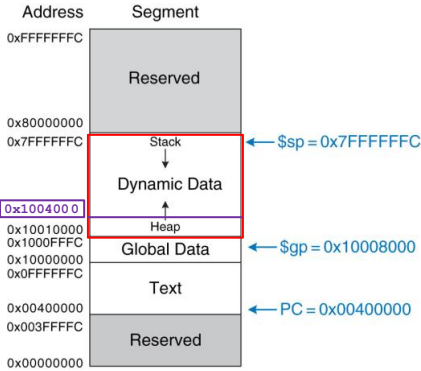 Address Segment
0xFFFFFFFC
Reserved
0x80000000
0x7FFFFFFC Stack $sp = 0x7FFFFFFC
Dynamic Data
0x1004000
0x10010000 Heap
0x1000FFFC
Global Data $gp = 0x10008000
0x10000000
0x0FFFFFFC
Text
0x00400000 PC = 0x00400000
0x003FFFFC
Reserved
0x00000000